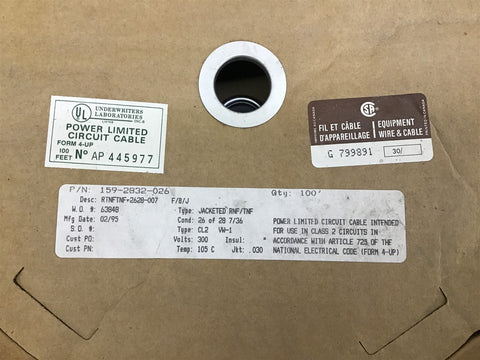 UL
UNDERWRITERS
LABORATORIES
INC.®
LISTED
POWER LIMITED
CIRCUIT CABLE
FORM 4-UP
100
FEET
No AP 445977
SA
FIL ET CÂBLE
D'APPAREILLAGE
EQUIPMENT
WIRE & CABLE
G 799891
30/
P/N: 159-2832-026
Qty: 100'
Desc: RTNFTNF+2628-007 F/B/J
W.O. #: 63848
Type: JACKETED RNF/TNF
Mfg Date: 02/95
Cond: 26 of 28 7/36
S.O. #:
Type: CL2 VW-1
Cust PO:
Volts: 300 Insul: *
Cust PN:
Temp: 105 C Jkt: .030
POWER LIMITED CIRCUIT CABLE INTENDED
FOR USE IN CLASS 2 CIRCUITS IN
ACCORDANCE WITH ARTICLE 725 OF THE
NATIONAL ELECTRICAL CODE (FORM 4-UP)